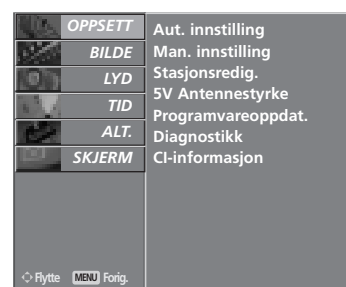 OPPSETT
BILDE
LYD
TID
ALT.
SKJERM
Aut. innstilling
Man. innstilling
Stasjonsredig.
5V Antennestyrke
Programvareoppdat.
Diagnostikk
CI-informasjon
Flytte MENU Forig.